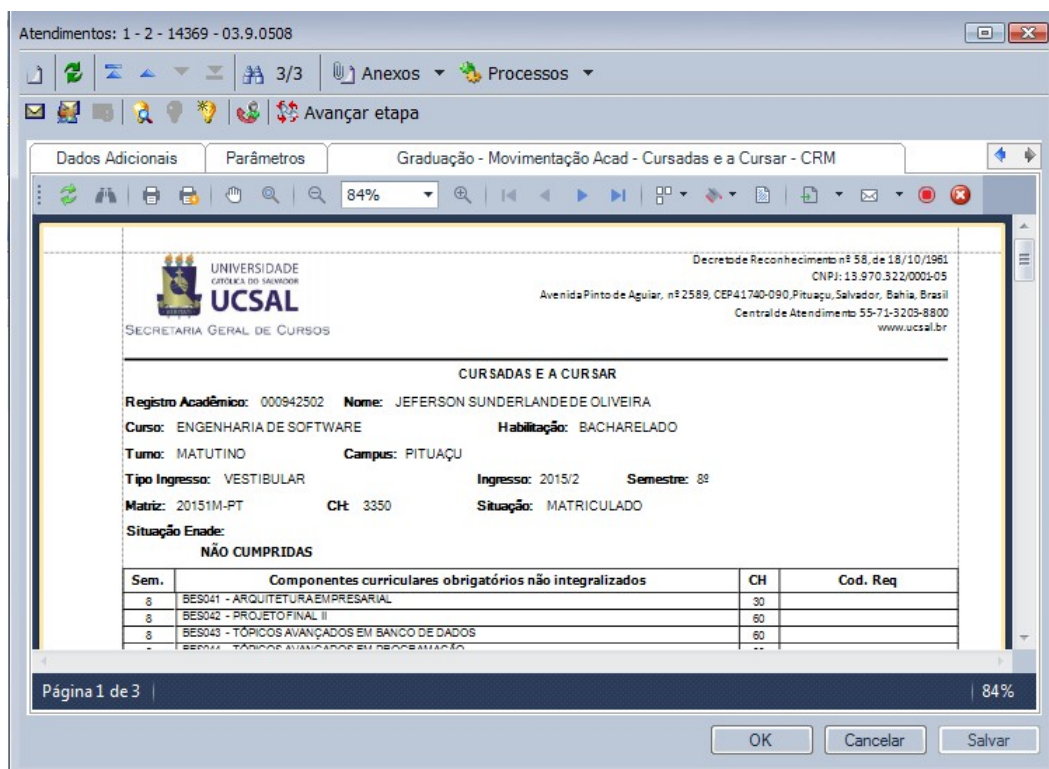 Atendimentos: 1 - 2 - 14369 - 03.9.0508
3/3 Anexos Processos
Avançar etapa
Dados Adicionais Parâmetros Graduação - Movimentação Acad - Cursadas e a Cursar - CRM
84%
UNIVERSIDADE
CATÓLICA DO SALVADOR
UCSAL
SECRETARIA GERAL DE CURSOS
Decreto de Reconhecimento nº 58, de 18/10/1961
CNPJ: 13.970.322/0001-05
Avenida Pinto de Aguiar, nº 2589, CEP 41740-090, Pituaçu, Salvador, Bahia, Brasil
Central de Atendimento 55-71-3203-8800
www.ucsal.br
CURSADAS E A CURSAR
Registro Acadêmico: 000942502 Nome: JEFERSON SUNDERLANDE DE OLIVEIRA
Curso: ENGENHARIA DE SOFTWARE Habilitação: BACHARELADO
Turno: MATUTINO Campus: PITUAÇU
Tipo Ingresso: VESTIBULAR Ingresso: 2015/2 Semestre: 8º
Matriz: 20151M-PT CH: 3350 Situação: MATRICULADO
Situação Enade:
NÃO CUMPRIDAS
Sem. Componentes curriculares obrigatórios não integralizados CH Cod. Req
8 BES041 - ARQUITETURA EMPRESARIAL 30
8 BES042 - PROJETO FINAL II 60
8 BES043 - TÓPICOS AVANÇADOS EM BANCO DE DADOS 60
BES044 - TÓPICOS AVANÇADOS EM PROGRAMAÇÃO
Página 1 de 3 84%
OK Cancelar Salvar